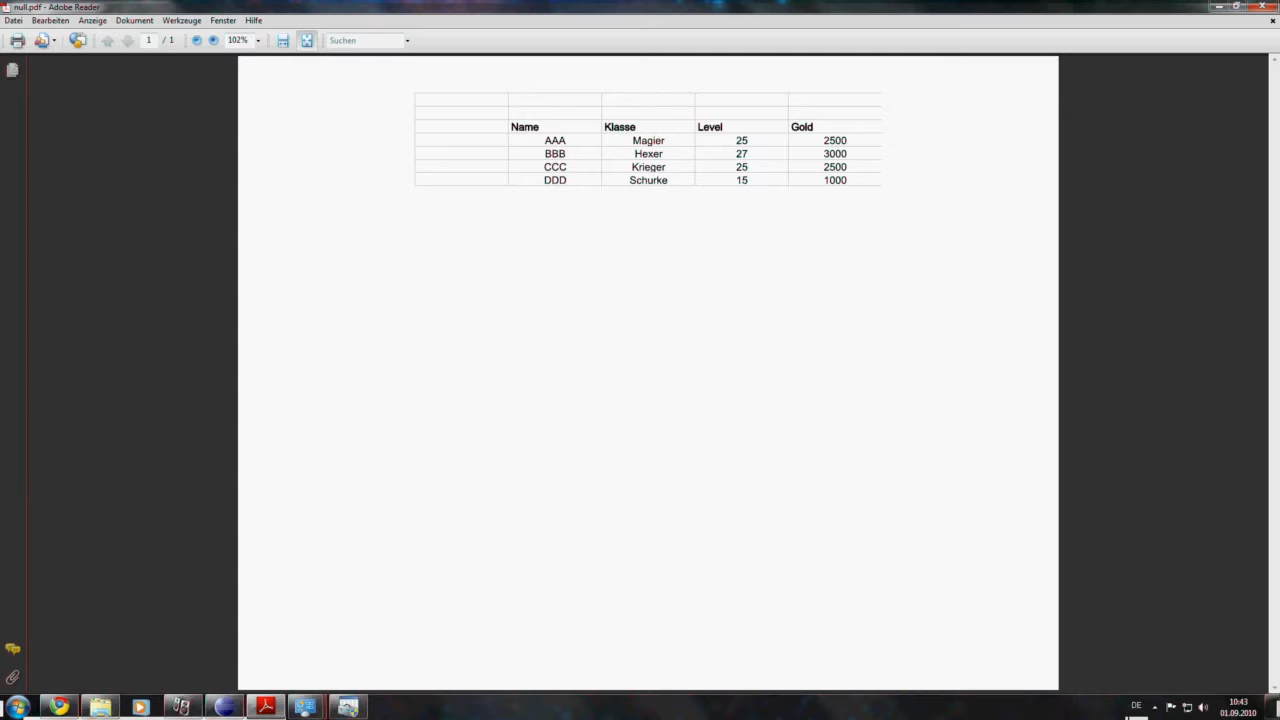 null.pdf - Adobe Reader
Datei Bearbeiten Anzeige Dokument Werkzeuge Fenster Hilfe
1 / 1 102% Suchen
Name Klasse Level Gold
AAA Magier 25 2500
BBB Hexer 27 3000
CCC Krieger 25 2500
DDD Schurke 15 1000
DE 10:43
01.09.2010